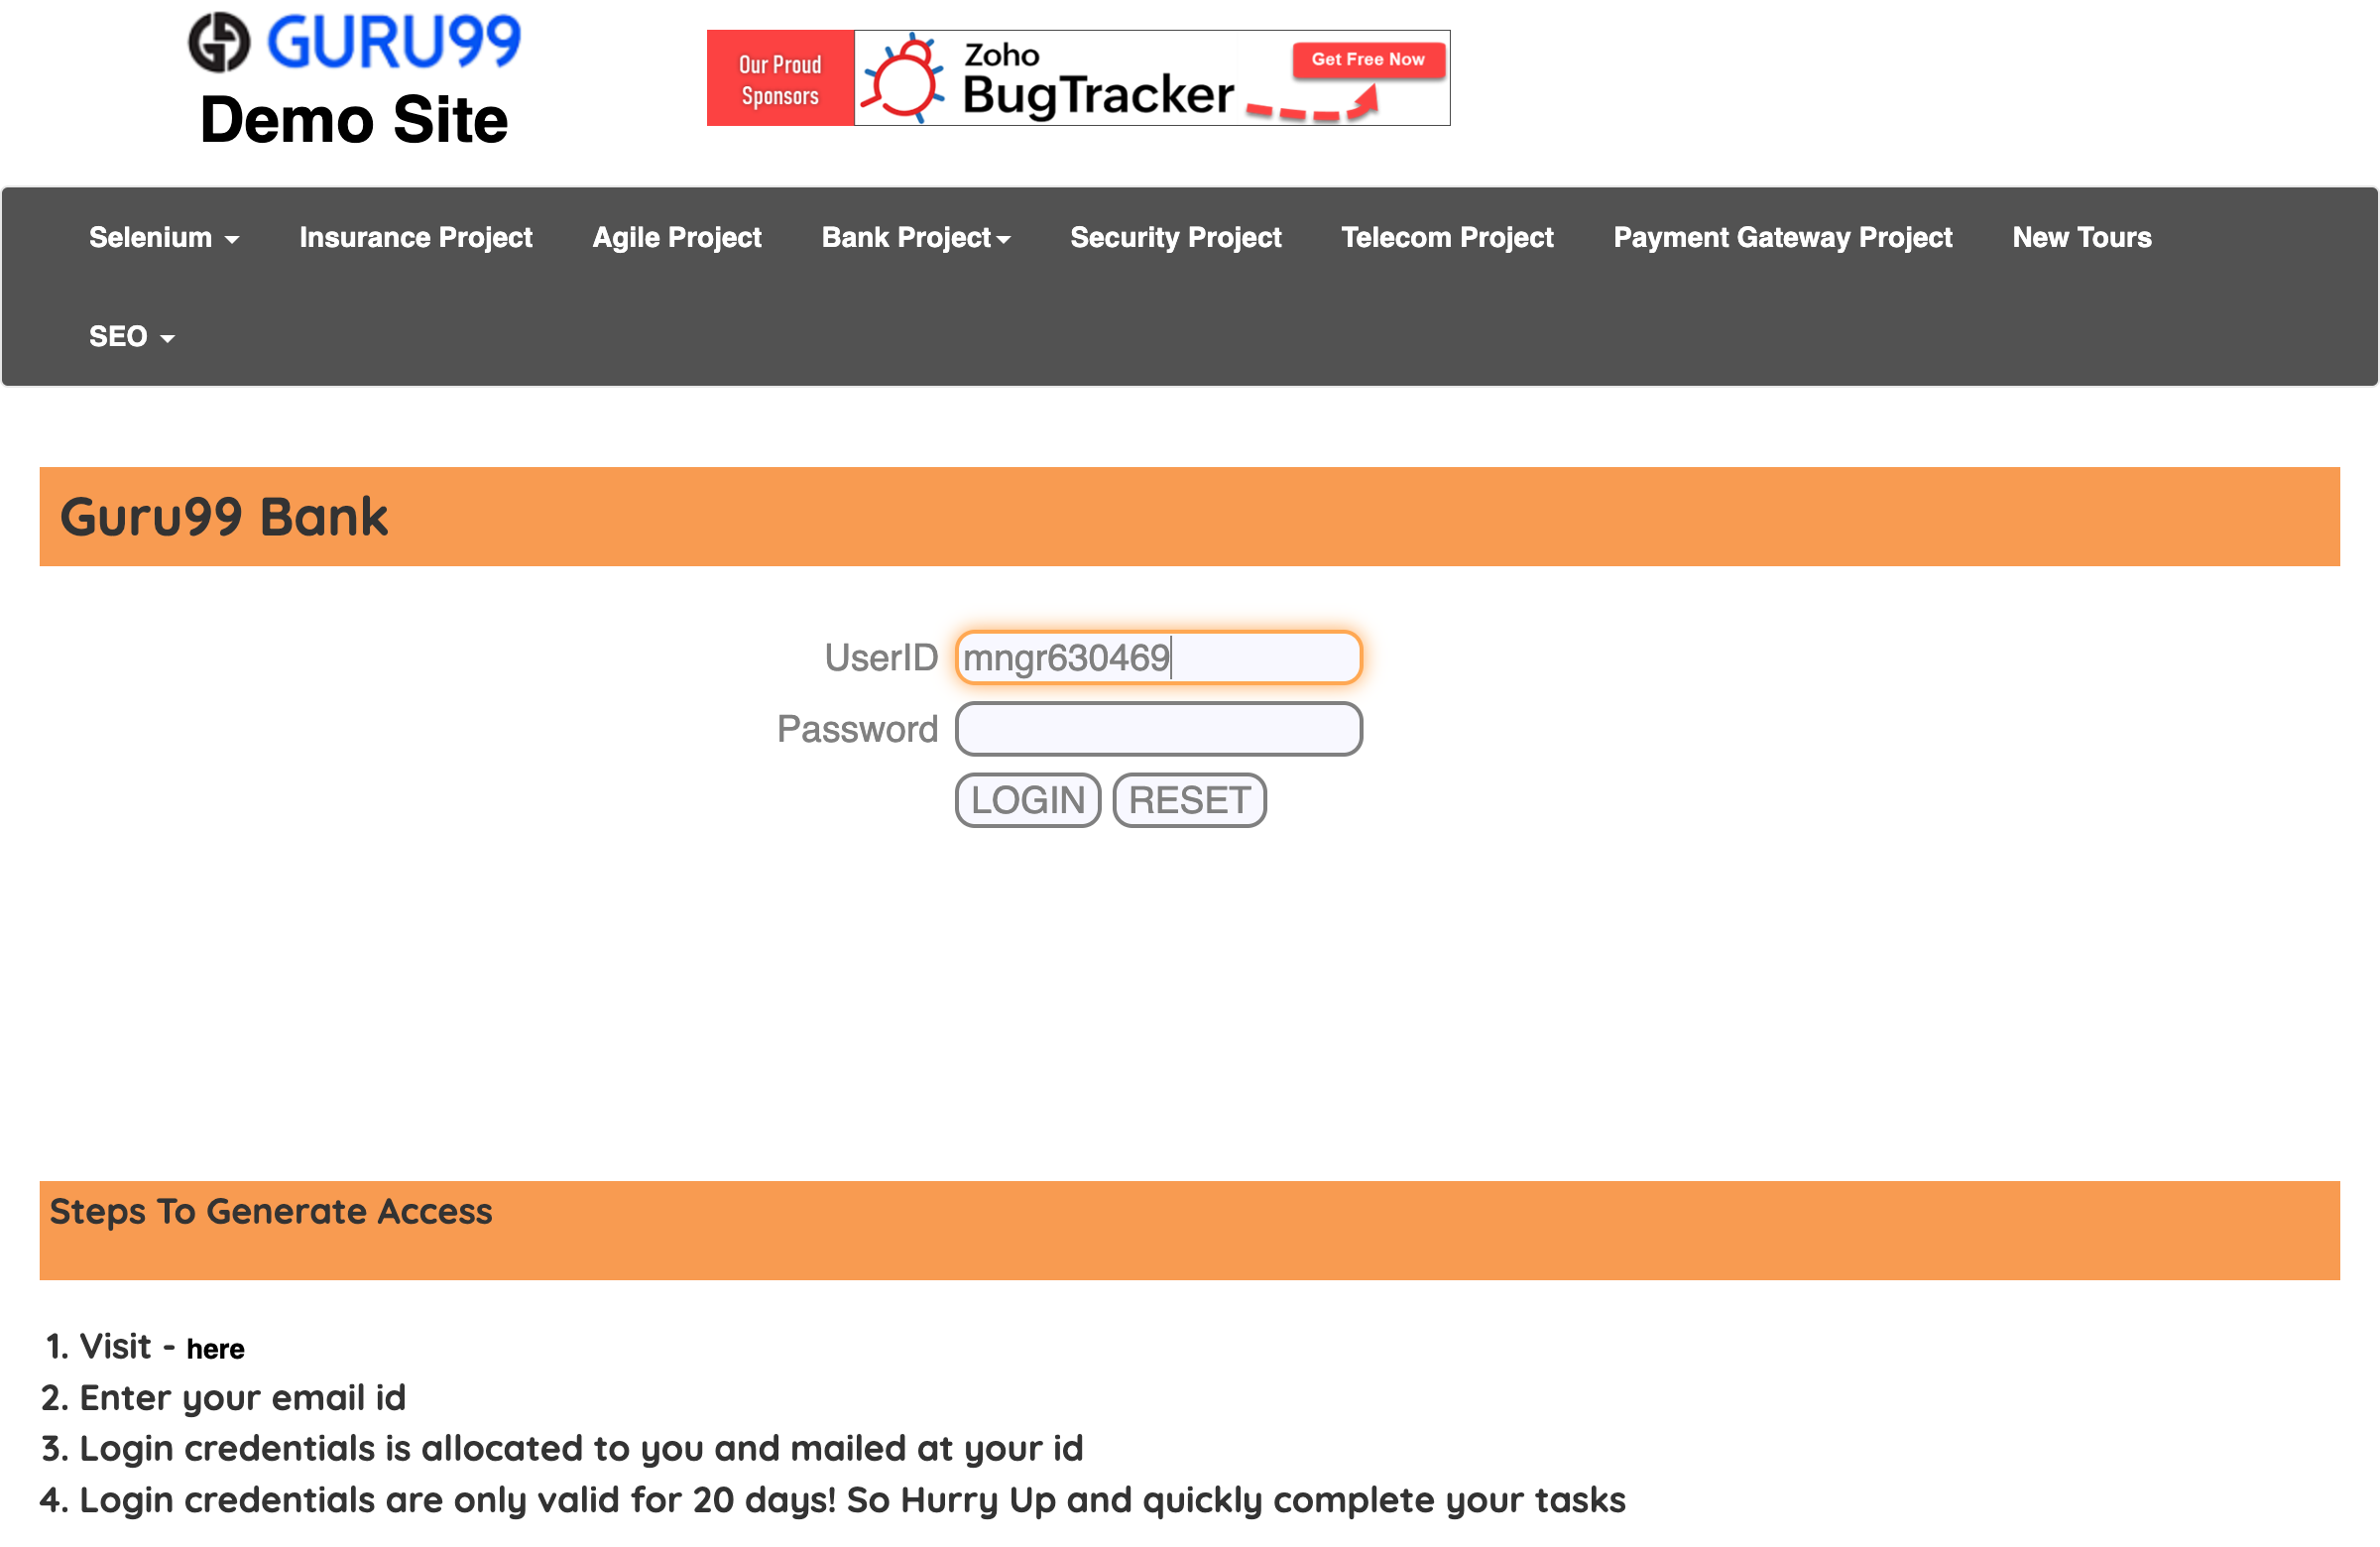 GURU99
Demo Site
Our Proud
Sponsors
Zoho
BugTracker
Get Free Now
Selenium
Insurance Project
Agile Project
Bank Project
Security Project
Telecom Project
Payment Gateway Project
New Tours
SEO
Guru99 Bank
UserID mngr630469
Password
LOGIN RESET
Steps To Generate Access
1. Visit - here
2. Enter your email id
3. Login credentials is allocated to you and mailed at your id
4. Login credentials are only valid for 20 days! So Hurry Up and quickly complete your tasks